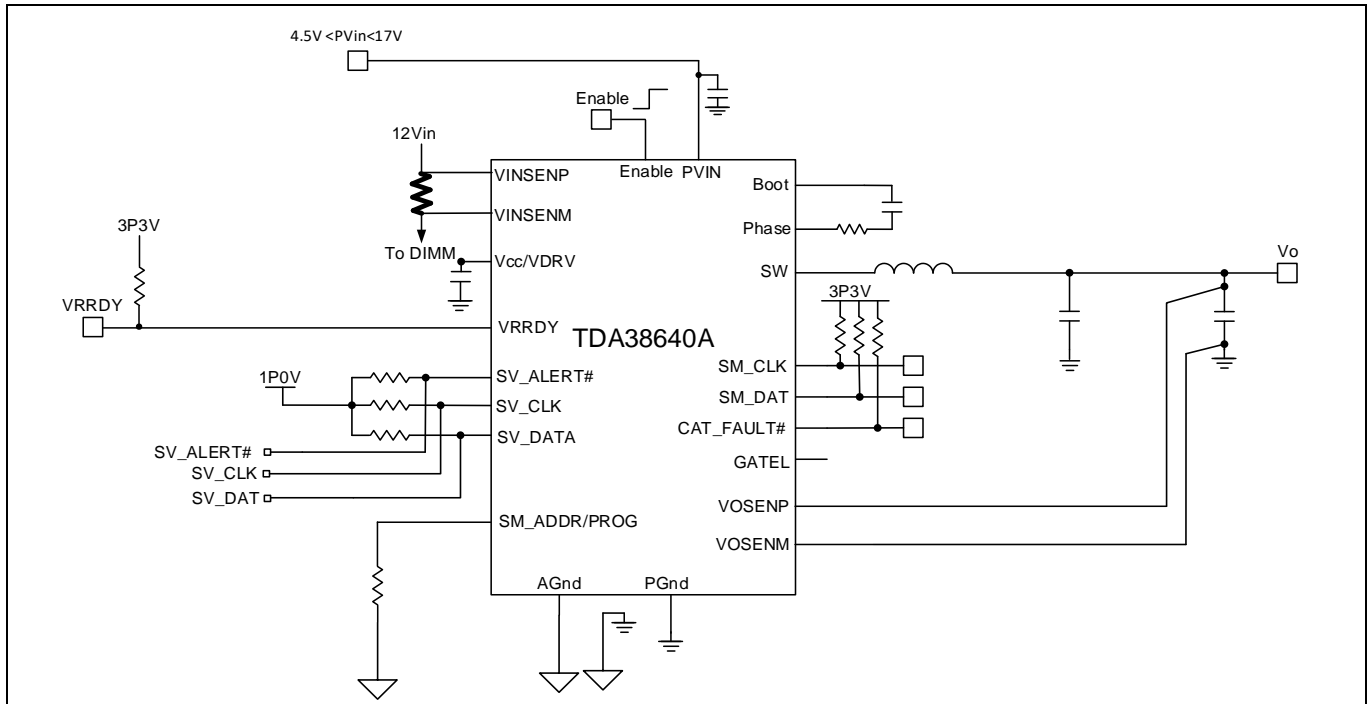 4.5V <PVin<17V
Enable
12Vin
Enable PVIN
VINSENP
Boot
VINSENM
Phase
3P3V
To DIMM
Vcc/VDRV
SW
Vo
3P3V
VRRDY
VRRDY
TDA38640A
SM_CLK
1P0V
SV_ALERT#
SV_CLK
SM_DAT
SV_DATA
CAT_FAULT#
SV_ALERT#
GATEL
SV_CLK
SV_DAT
VOSENP
SM_ADDR/PROG
VOSENM
AGnd
PGnd